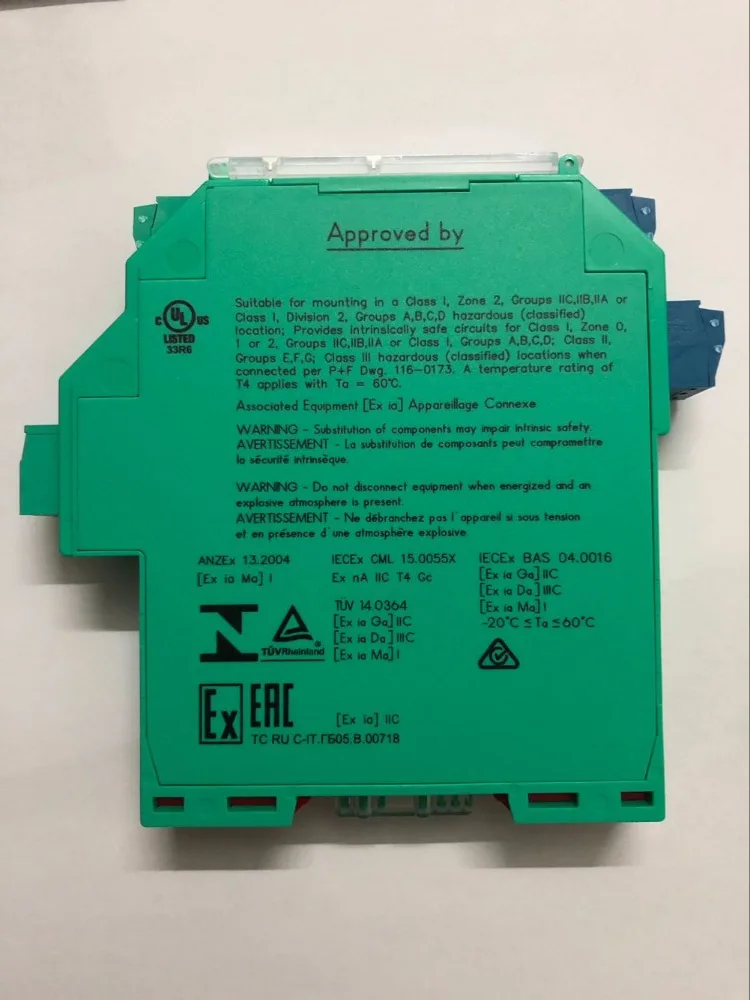 Approved by
Suitable for mounting in a Class I, Zone 2, Groups IIC,IIB,IIA or
Class I, Division 2, Groups A,B,C,D hazardous (classified)
location; Provides intrinsically safe circuits for Class I, Zone 0,
1 or 2, Groups IIC,IIB,IIA or Class I, Groups A,B,C,D; Class II,
Groups E,F,G; Class III hazardous (classified) locations when
connected per P+F Dwg. 116-0173. A temperature rating of
T4 applies with Ta = 60°C.
C UL US
LISTED
33R6
Associated Equipment [Ex ia] Appareillage Connexe
WARNING - Substitution of components may impair intrinsic safety.
AVERTISSEMENT - La substitution de composants peut compromettre
la sécurité intrinsèque.
WARNING - Do not disconnect equipment when energized and an
explosive atmosphere is present.
AVERTISSEMENT - Ne débranchez pas l'appareil si sous tension
et en présence d'une atmosphère explosive.
ANZEx 13.2004
[Ex ia Ma] I
IECEx CML 15.0055X
Ex nA IIC T4 Gc
TÜV 14.0364
[Ex ia Ga] IIC
[Ex ia Da] IIIC
[Ex ia Ma] I
IECEx BAS 04.0016
[Ex ia Ga] IIC
[Ex ia Da] IIIC
[Ex ia Ma] I
-20°C ≤ Ta ≤ 60°C
TÜVRheinland
Ex EAC
[Ex ia] IIC
TC RU C-IT.ГБ05.B.00718